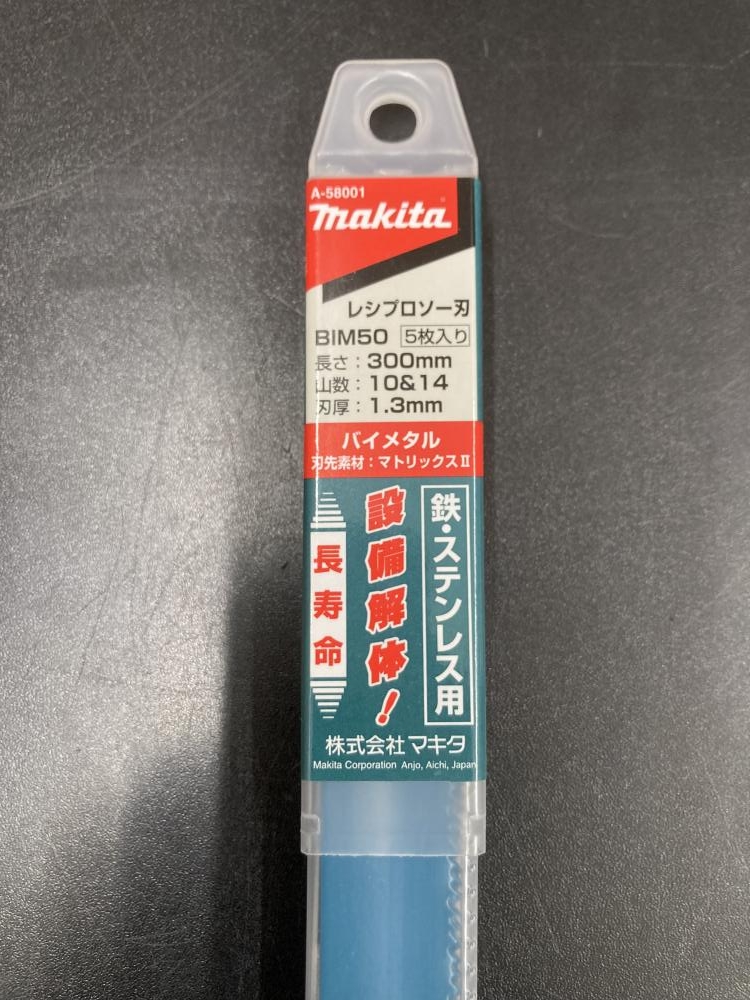 A-58001
makita
レシプロソー刃
BIM50 5枚入り
長さ：300mm
山数：10&14
刃厚：1.3mm
バイメタル
刃先素材：マトリックスⅡ
鉄・ステンレス用
設備解体！
長寿命
株式会社マキタ
Makita Corporation Anjo, Aichi, Japan